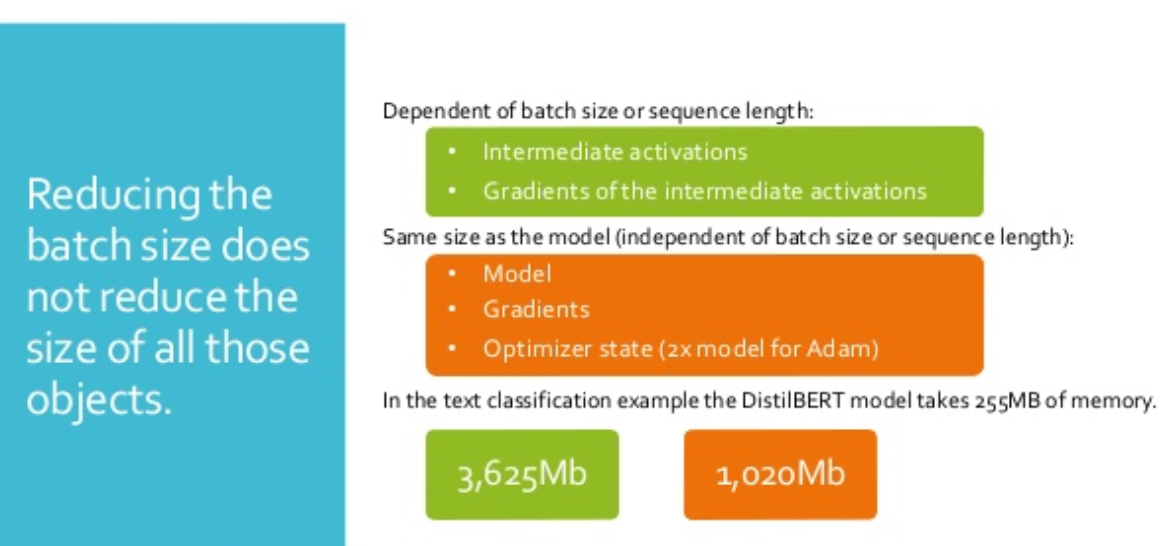 Reducing the
batch size does
not reduce the
size of all those
objects.
Dependent of batch size or sequence length:
• Intermediate activations
• Gradients of the intermediate activations
Same size as the model (independent of batch size or sequence length):
• Model
• Gradients
• Optimizer state (2x model for Adam)
In the text classification example the DistilBERT model takes 255MB of memory.
3,625Mb
1,020Mb